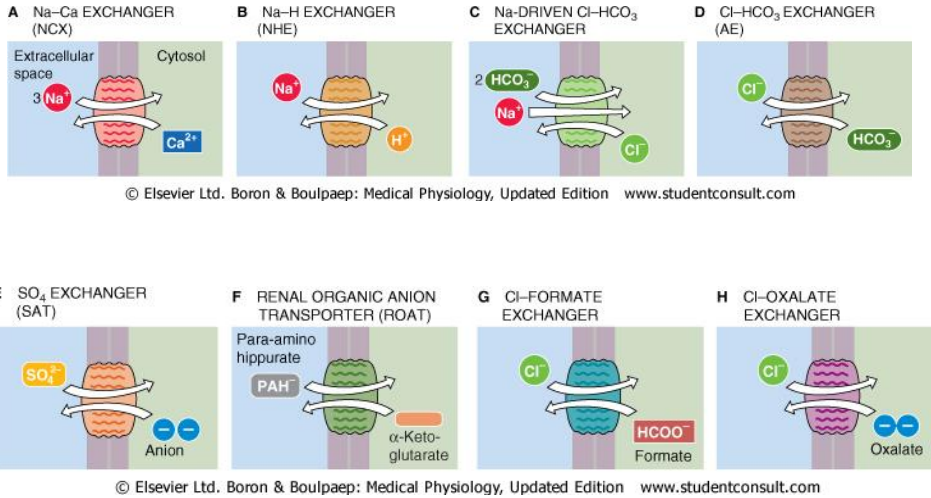 A Na–Ca EXCHANGER
(NCX)
Extracellular
space
Cytosol
3 Na⁺
Ca²⁺
B Na–H EXCHANGER
(NHE)
Na⁺
H⁺
C Na-DRIVEN Cl–HCO₃
EXCHANGER
2 HCO₃⁻
Na⁺
Cl⁻
D Cl–HCO₃ EXCHANGER
(AE)
Cl⁻
HCO₃⁻
© Elsevier Ltd. Boron & Boulpaep: Medical Physiology, Updated Edition www.studentconsult.com
SO₄ EXCHANGER
(SAT)
SO₄²⁻
– –
Anion
F RENAL ORGANIC ANION
TRANSPORTER (ROAT)
Para-amino
hippurate
PAH⁻
α-Keto-
glutarate
G Cl–FORMATE
EXCHANGER
Cl⁻
HCOO⁻
Formate
H Cl–OXALATE
EXCHANGER
Cl⁻
– –
Oxalate
© Elsevier Ltd. Boron & Boulpaep: Medical Physiology, Updated Edition www.studentconsult.com